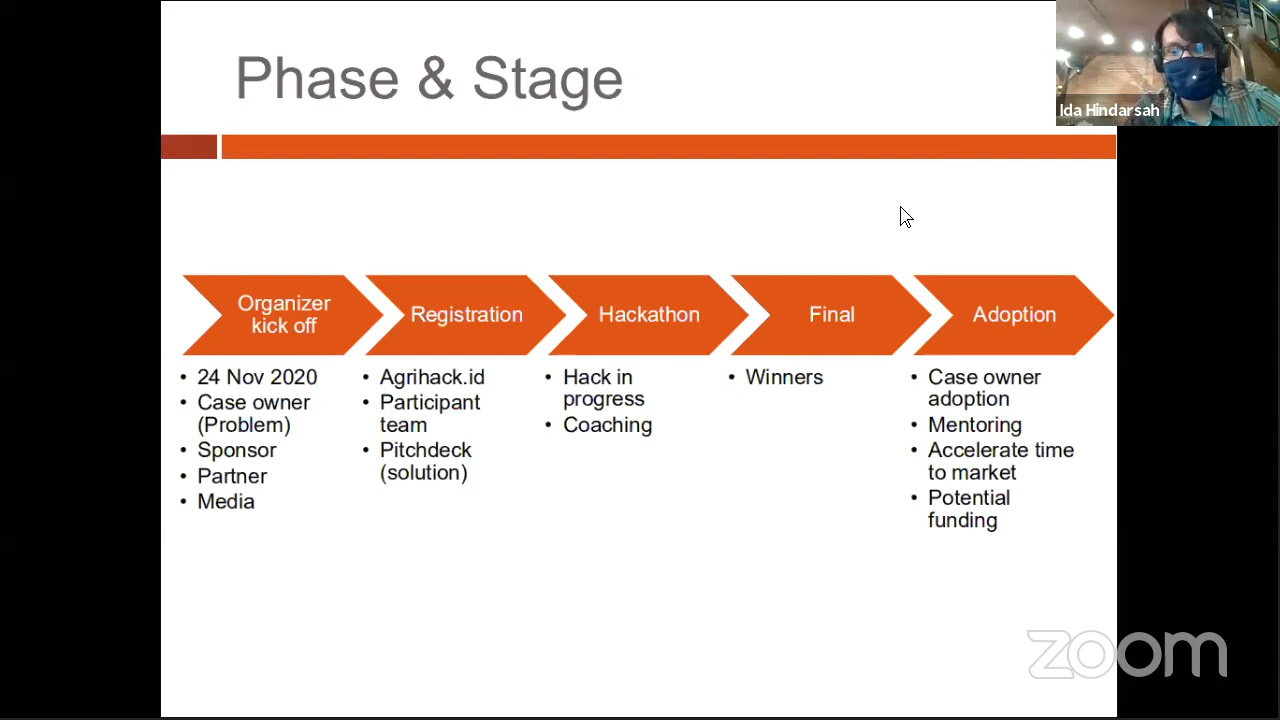 Phase & Stage
Ida Hindarsah
Organizer
kick off
• 24 Nov 2020
• Case owner
(Problem)
• Sponsor
• Partner
• Media
Registration
• Agrihack.id
• Participant
team
• Pitchdeck
(solution)
Hackathon
• Hack in
progress
• Coaching
Final
• Winners
Adoption
• Case owner
adoption
• Mentoring
• Accelerate time
to market
• Potential
funding
zoom